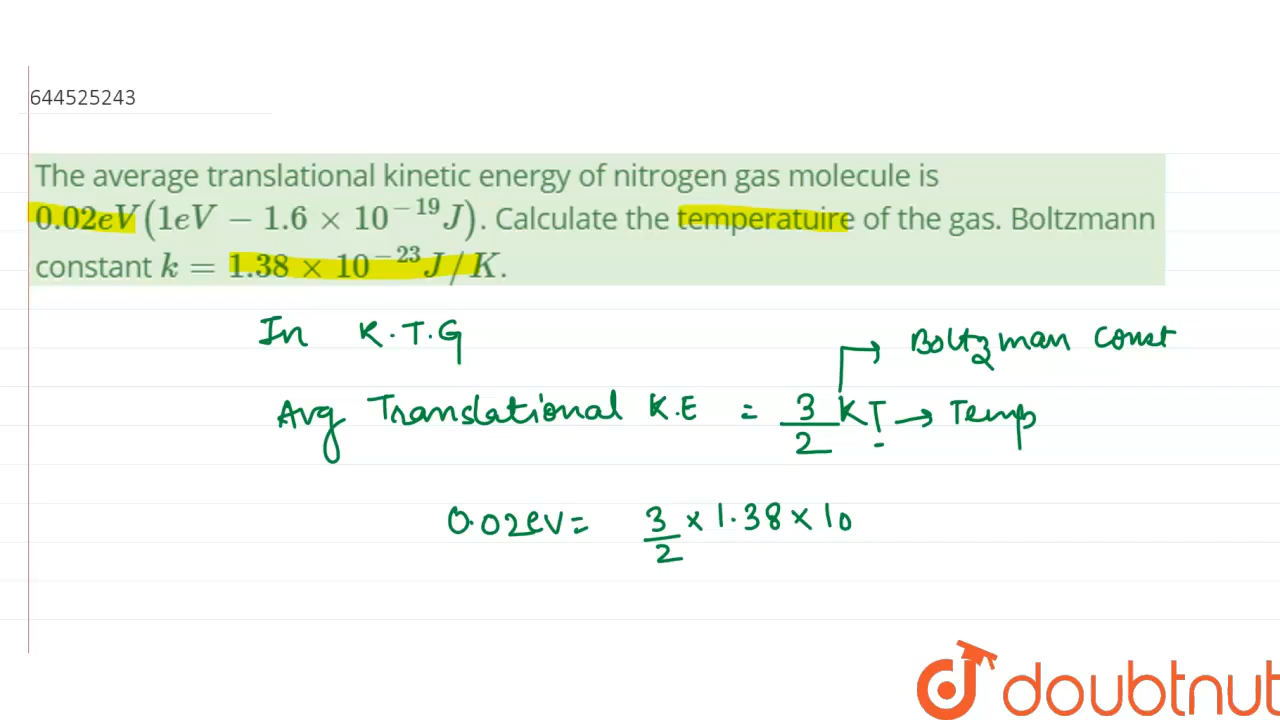 644525243
The average translational kinetic energy of nitrogen gas molecule is
0.02eV(1eV − 1.6 × 10⁻¹⁹J). Calculate the temperatuire of the gas. Boltzmann
constant k = 1.38 × 10⁻²³J/K.
In K.T.G
Boltzman Const
Avg Translational K.E = 3/2 KT → Temp
0.02eV = 3/2 × 1.38 × 10
doubtnut